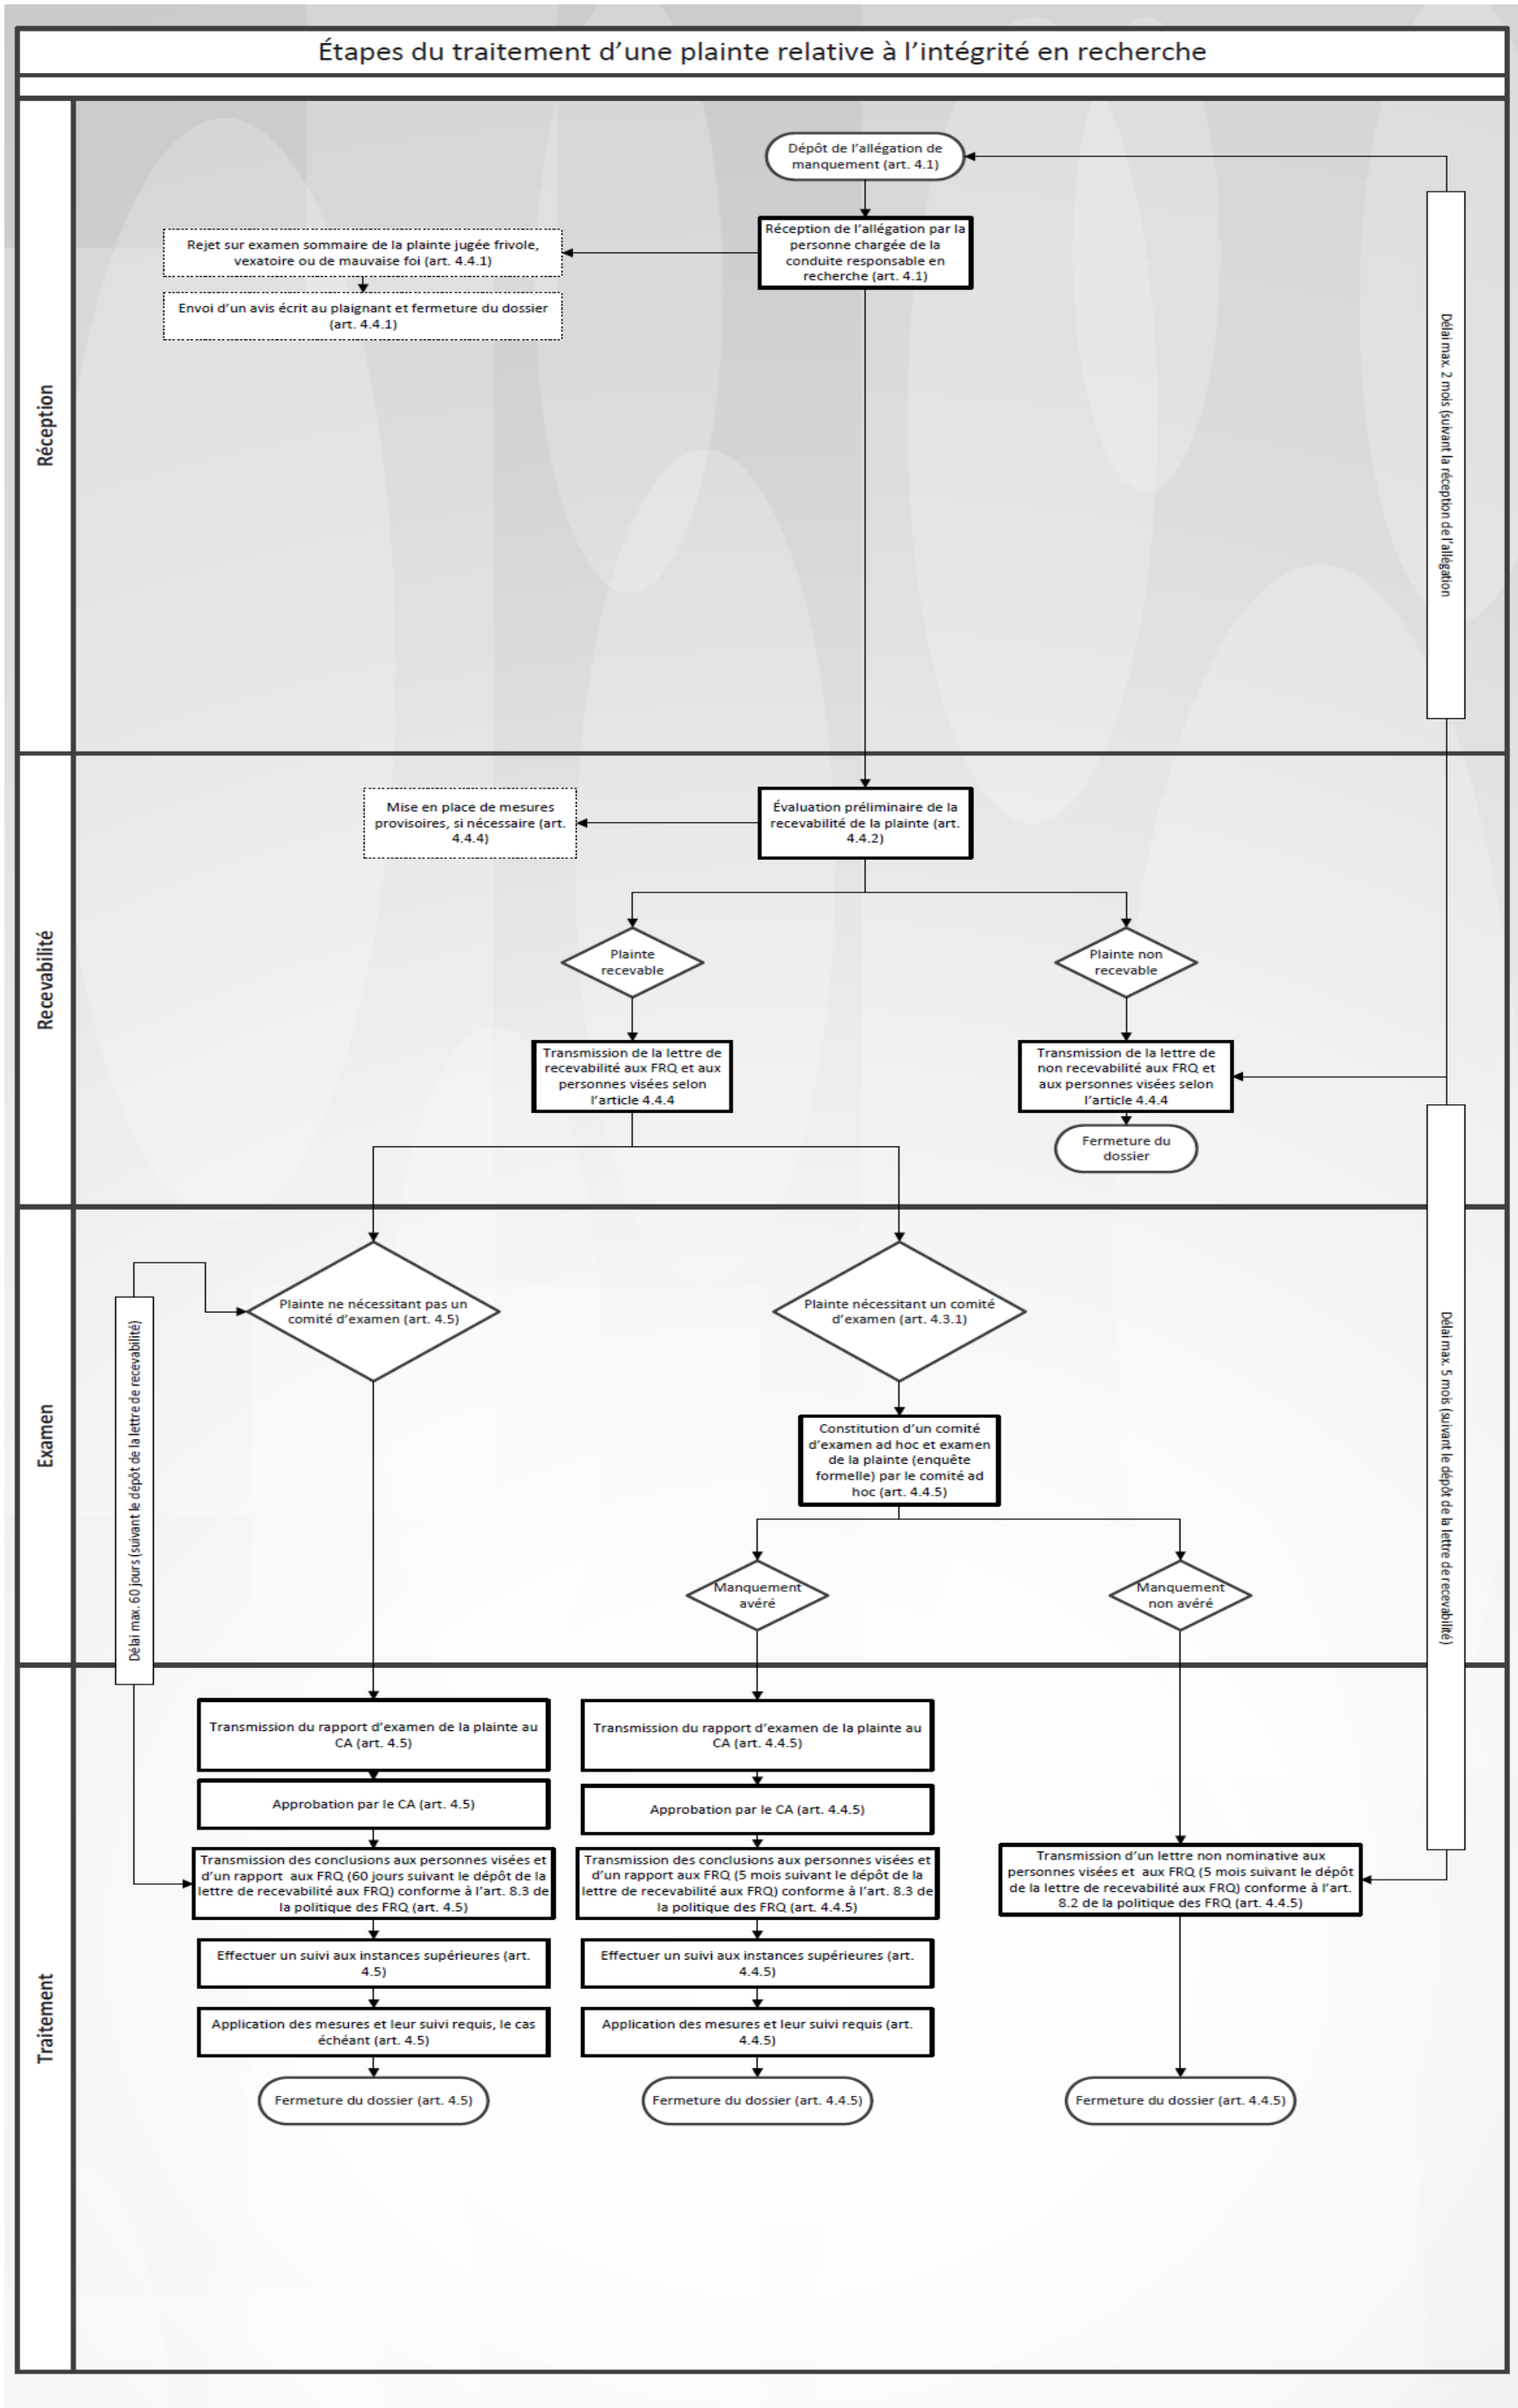 Étapes du traitement d’une plainte relative à l’intégrité en recherche
Réception
Dépôt de l’allégation de
manquement (art. 4.1)
Réception de l’allégation par la
personne chargée de la
conduite responsable en
recherche (art. 4.1)
Rejet sur examen sommaire de la plainte jugée frivole,
vexatoire ou de mauvaise foi (art. 4.4.1)
Envoi d’un avis écrit au plaignant et fermeture du dossier
(art. 4.4.1)
Délai max. 2 mois (suivant la réception de l’allégation
Recevabilité
Mise en place de mesures
provisoires, si nécessaire (art.
4.4.4)
Évaluation préliminaire de la
recevabilité de la plainte (art.
4.4.2)
Plainte
recevable
Plainte non
recevable
Transmission de la lettre de
recevabilité aux FRQ et aux
personnes visées selon
l’article 4.4.4
Transmission de la lettre de
non recevabilité aux FRQ et
aux personnes visées selon
l’article 4.4.4
Fermeture du
dossier
Examen
Délai max. 60 jours (suivant le dépôt de la lettre de recevabilité)
Plainte ne nécessitant pas un
comité d’examen (art. 4.5)
Plainte nécessitant un comité
d’examen (art. 4.3.1)
Délai max. 5 mois (suivant le dépôt de la lettre de recevabilité)
Constitution d’un comité
d’examen ad hoc et examen
de la plainte (enquête
formelle) par le comité ad
hoc (art. 4.4.5)
Manquement
avéré
Manquement
non avéré
Traitement
Transmission du rapport d’examen de la plainte au
CA (art. 4.5)
Approbation par le CA (art. 4.5)
Transmission des conclusions aux personnes visées et
d’un rapport  aux FRQ (60 jours suivant le dépôt de la
lettre de recevabilité aux FRQ) conforme à l’art. 8.3 de
la politique des FRQ (art. 4.5)
Effectuer un suivi aux instances supérieures (art.
4.5)
Application des mesures et leur suivi requis, le cas
échéant (art. 4.5)
Fermeture du dossier (art. 4.5)
Transmission du rapport d’examen de la plainte au
CA (art. 4.4.5)
Approbation par le CA (art. 4.4.5)
Transmission des conclusions aux personnes visées et
d’un rapport aux FRQ (5 mois suivant le dépôt de la
lettre de recevabilité aux FRQ) conforme à l’art. 8.3 de
la politique des FRQ (art. 4.4.5)
Effectuer un suivi aux instances supérieures (art.
4.4.5)
Application des mesures et leur suivi requis (art.
4.4.5)
Fermeture du dossier (art. 4.4.5)
Transmission d’un lettre non nominative aux
personnes visées et  aux FRQ (5 mois suivant le dépôt
de la lettre de recevabilité aux FRQ) conforme à l’art.
8.2 de la politique des FRQ (art. 4.4.5)
Fermeture du dossier (art. 4.4.5)